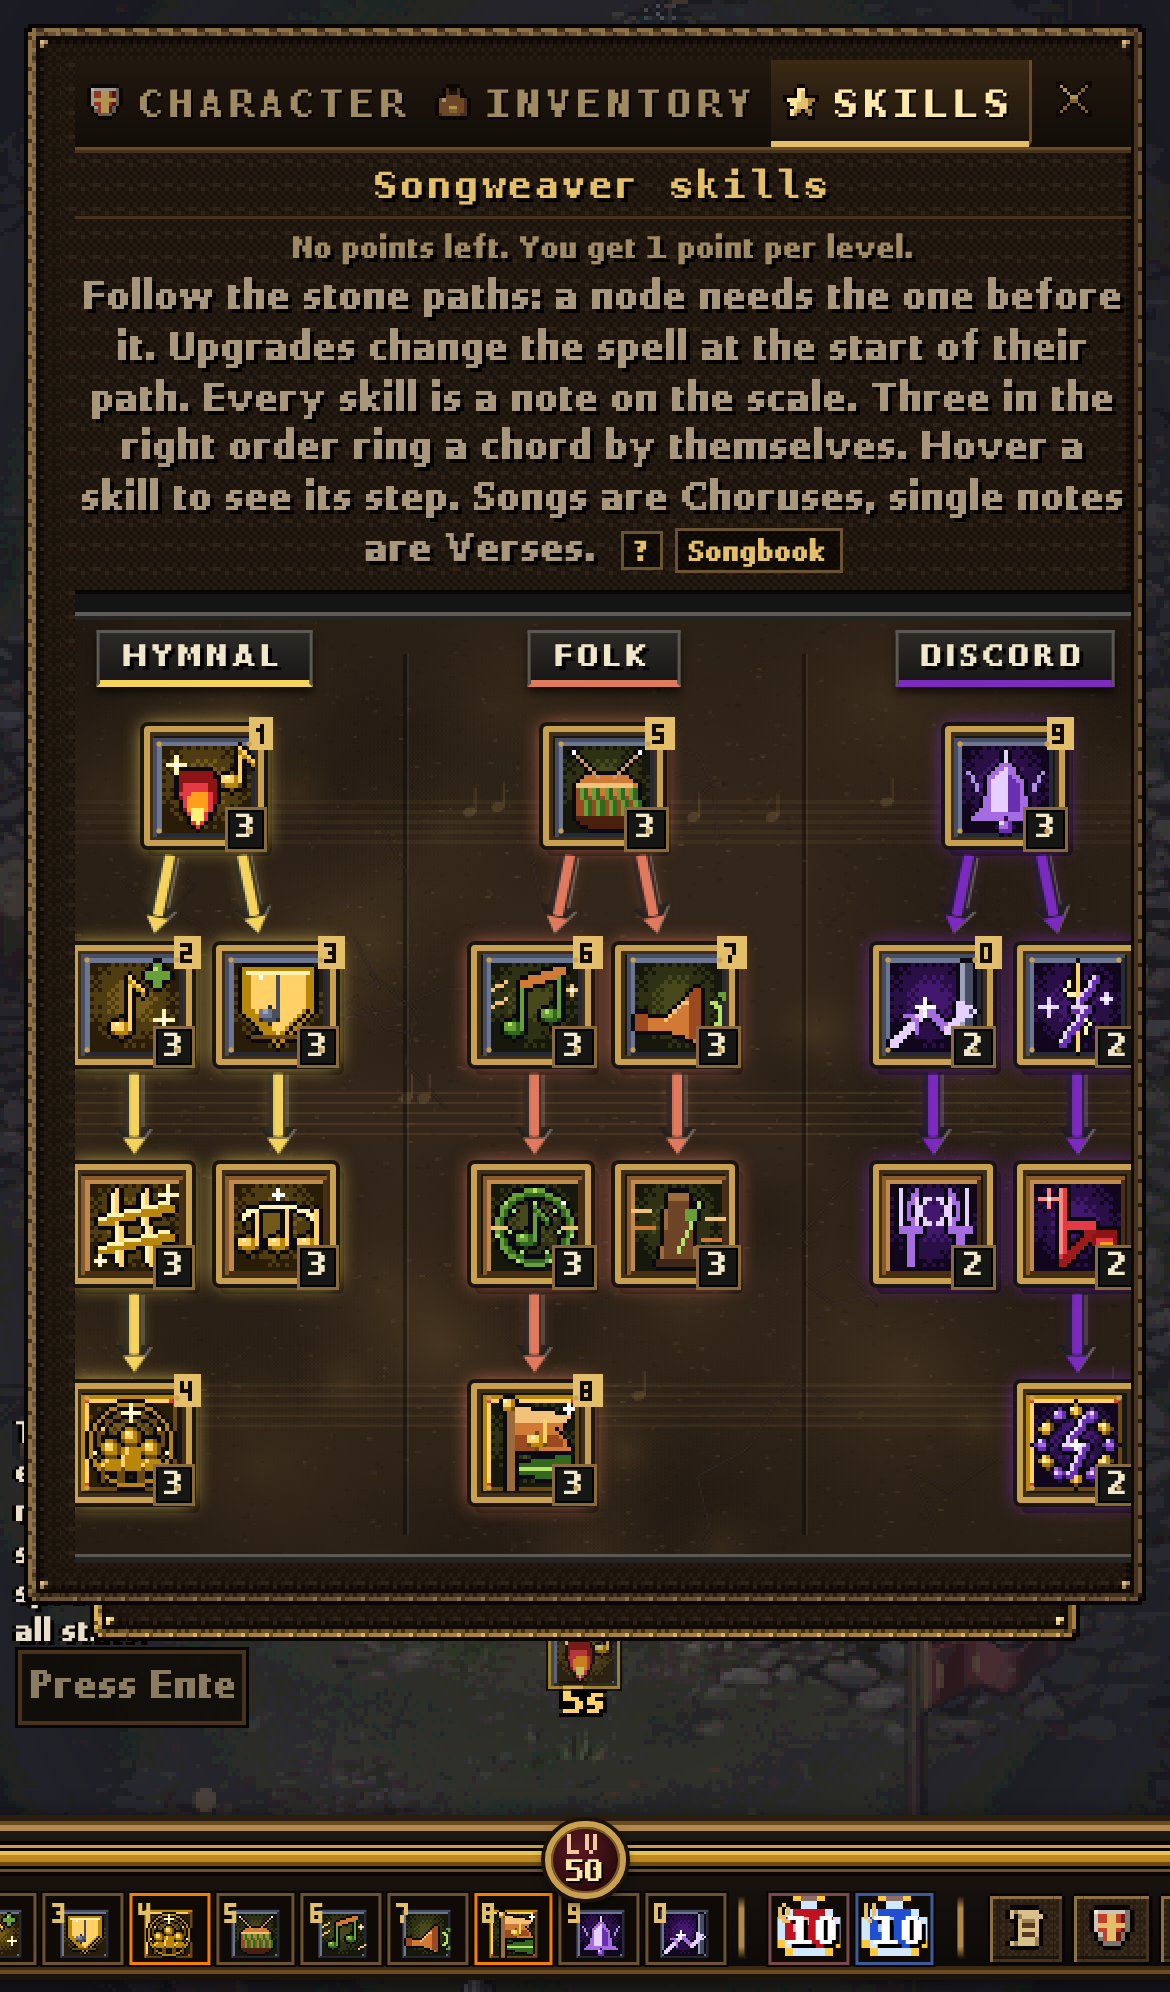 CHARACTER INVENTORY SKILLS
Songweaver skills
No points left. You get 1 point per level.
Follow the stone paths: a node needs the one before
it. Upgrades change the spell at the start of their
path. Every skill is a note on the scale. Three in the
right order ring a chord by themselves. Hover a
skill to see its step. Songs are Choruses, single notes
are Verses. ? Songbook
HYMNAL FOLK DISCORD
1 5 9
3 3 3
2 3 6 7 0
3 3 3 3 2 2
3 3 3 3 2 2
4 8
3 3 2
all st
Press Ente
5s
LV
50
3 4 5 6 7 8 9 0
10 10